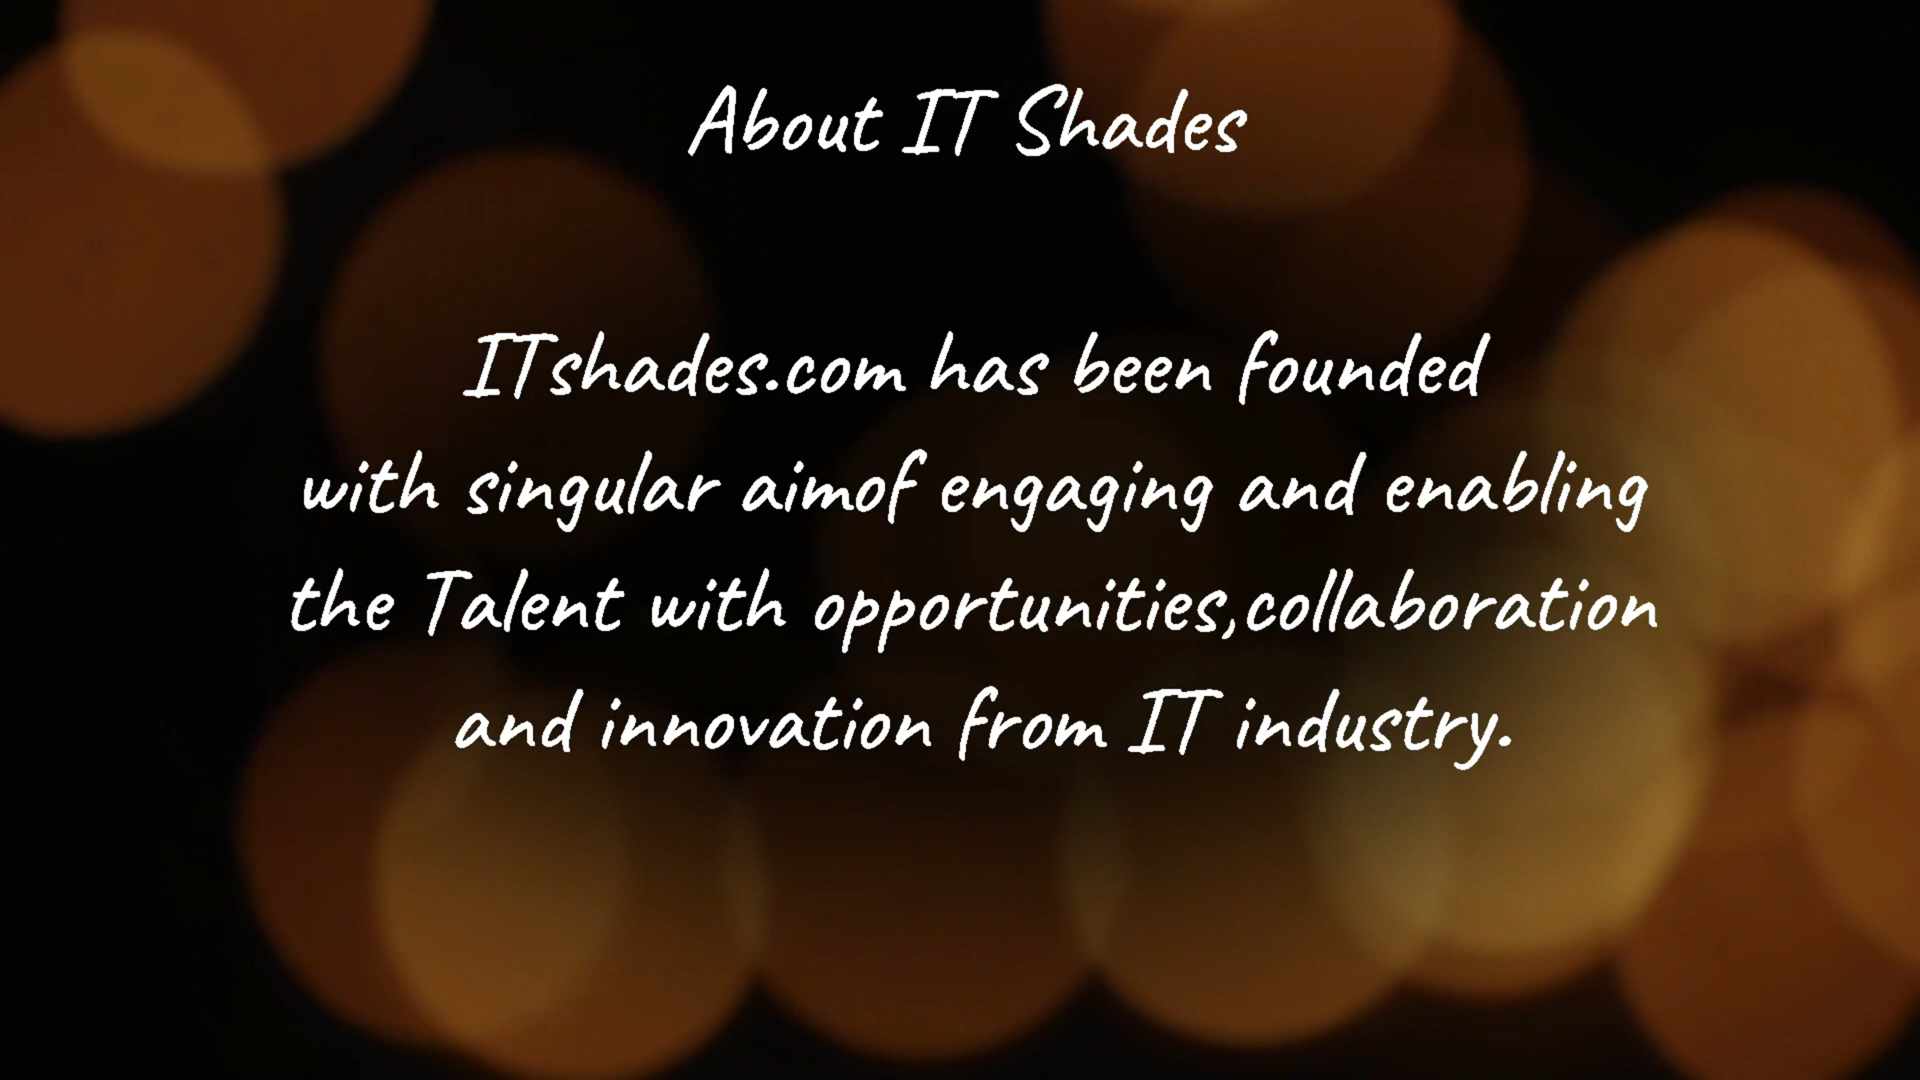 About IT Shades
ITshades.com has been founded
with singular aimof engaging and enabling
the Talent with opportunities,collaboration
and innovation from IT industry.